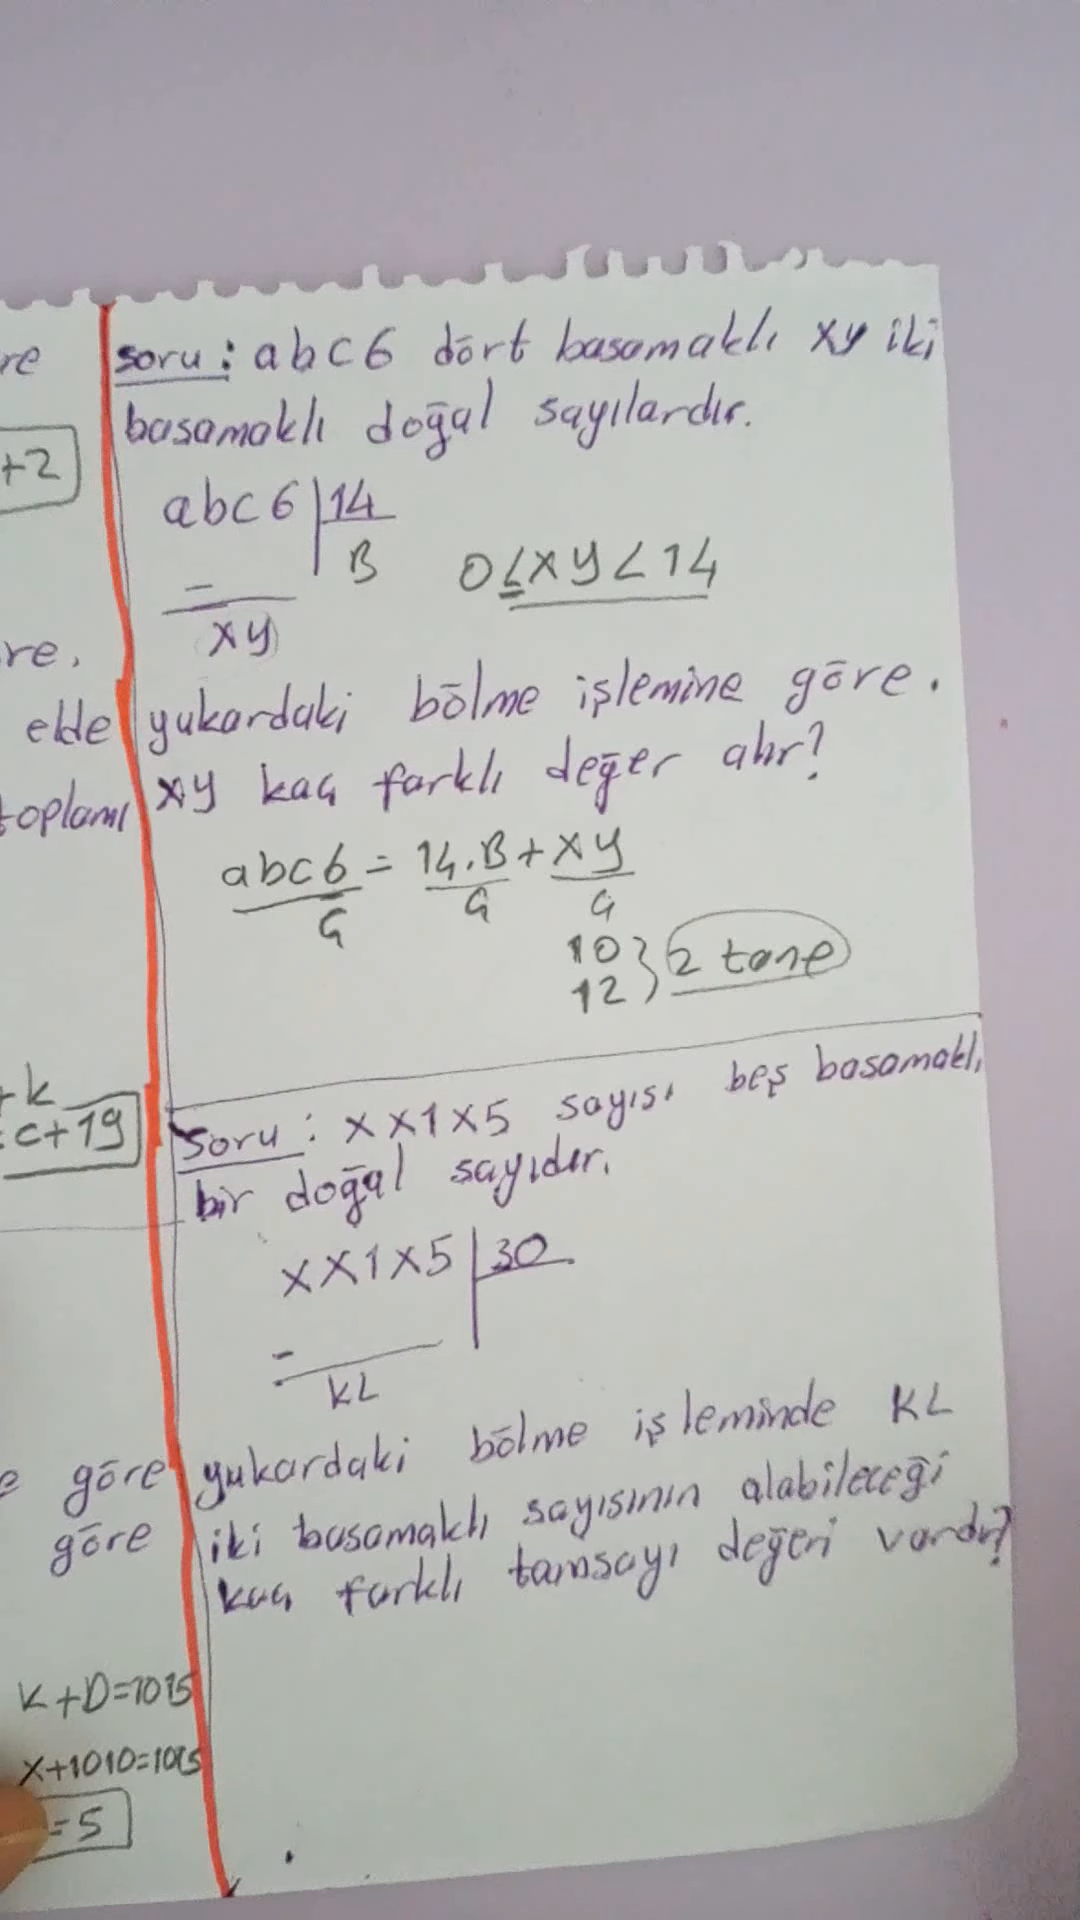 re
+2
re.
elde
toplamı
+k
=c+19
göre
göre
K+D=1015
x+1010=1015
=5
soru: abc6 dört basamaklı xy iki
basamaklı doğal sayılardır.
abc6 | 14
B 0≤xy<14
-
xy
yukardaki bölme işlemine göre.
xy kaç farklı değer alır?
abc6 = 14.B + xy
Ç Ç Ç
10
12 } 2 tane
Soru: xx1x5 sayısı beş basamaklı
bir doğal sayıdır.
xx1x5 | 30
-
KL
yukardaki bölme işleminde KL
iki basamaklı sayısının alabileceği
kaç farklı tamsayı değeri vardır?